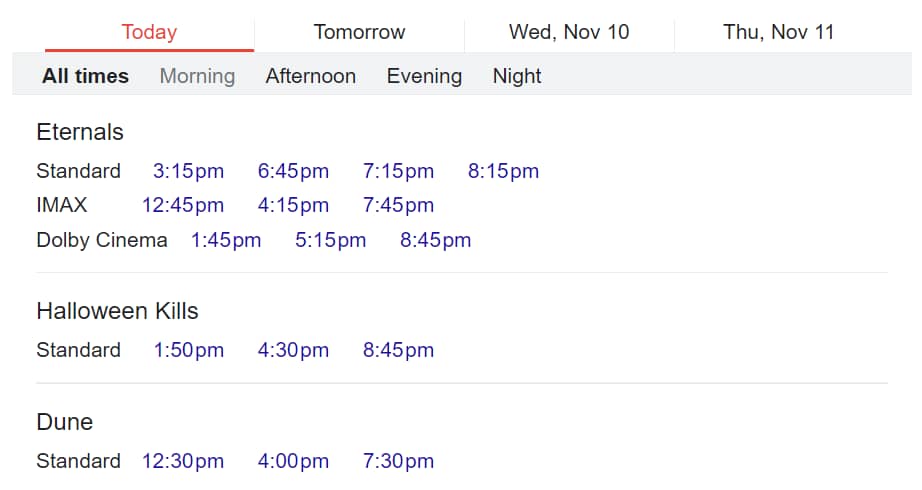 Today Tomorrow Wed, Nov 10 Thu, Nov 11
All times Morning Afternoon Evening Night
Eternals
Standard 3:15pm 6:45pm 7:15pm 8:15pm
IMAX 12:45pm 4:15pm 7:45pm
Dolby Cinema 1:45pm 5:15pm 8:45pm
Halloween Kills
Standard 1:50pm 4:30pm 8:45pm
Dune
Standard 12:30pm 4:00pm 7:30pm